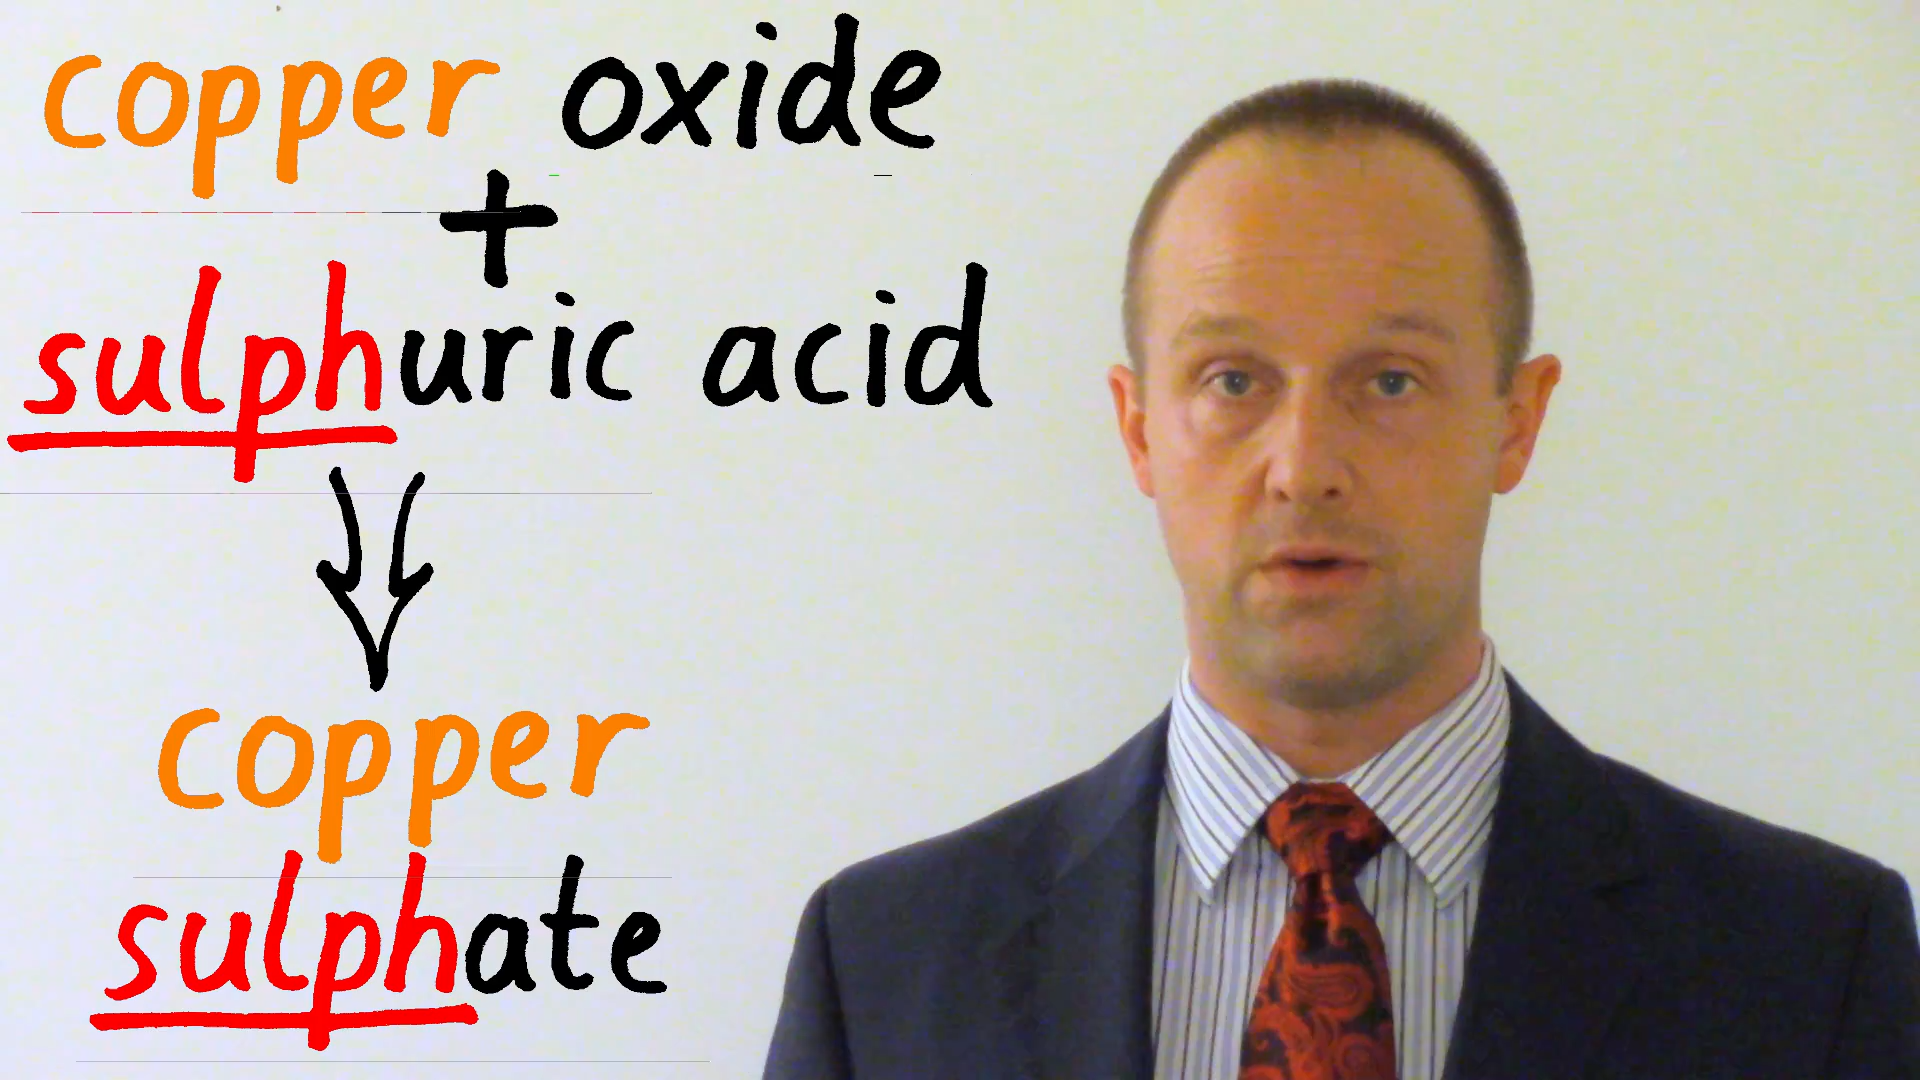 copper oxide
+
sulphuric acid
copper
sulphate